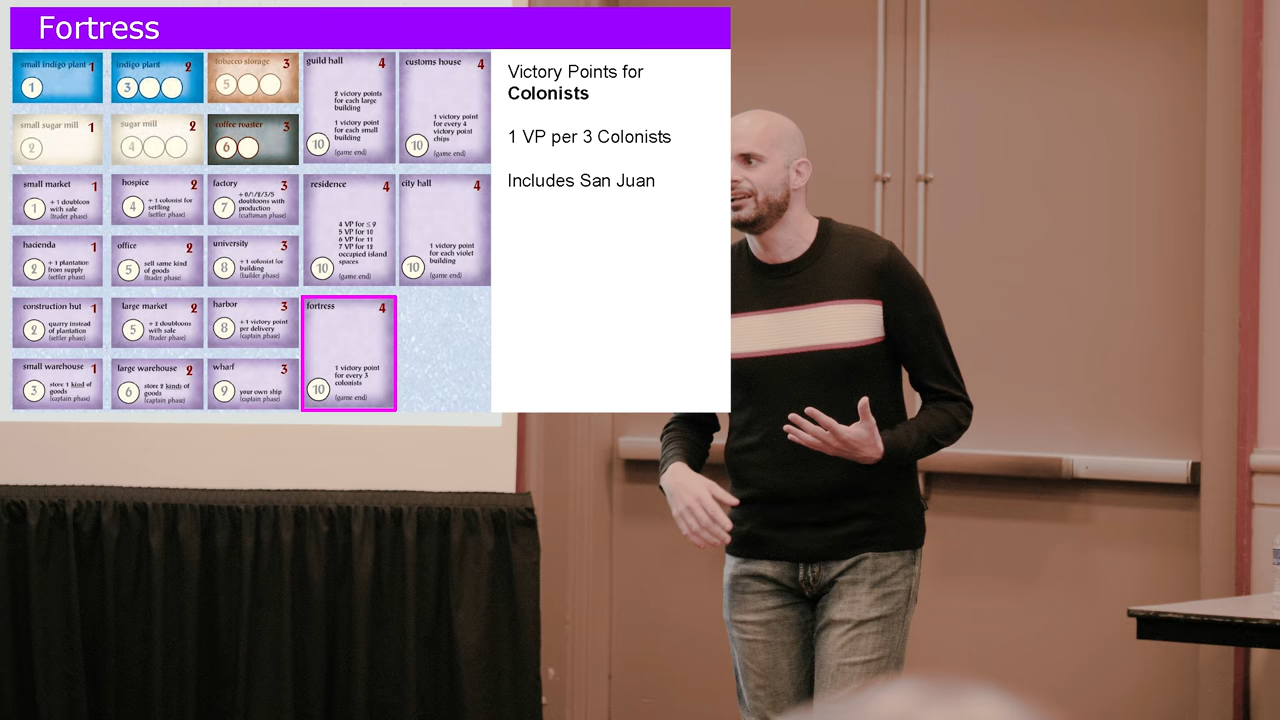 Fortress
small indigo plant 1
1
indigo plant 2
3
tobacco storage 3
5
guild hall 4
2 victory points
for each large
building
1 victory point
for each small
building
10
(game end)
customs house 4
1 victory point
for every 4
victory point
chips
10
(game end)
small sugar mill 1
2
sugar mill 2
4
coffee roaster 3
6
small market 1
1
+ 1 doubloon
with sale
(trader phase)
hospice 2
4
+ 1 colonist for
settling
(settler phase)
factory 3
7
+ 0/1/2/3/5
doubloons with
production
(craftsman phase)
residence 4
4 VP for ≤ 9
5 VP for 10
6 VP for 11
7 VP for 12
occupied island
spaces
10
(game end)
city hall 4
1 victory point
for each violet
building
10
(game end)
hacienda 1
2
+ 1 plantation
from supply
(settler phase)
office 2
5
sell same kind
of goods
(trader phase)
university 3
8
+ 1 colonist for
building
(builder phase)
construction hut 1
2
quarry instead
of plantation
(settler phase)
large market 2
5
+ 2 doubloons
with sale
(trader phase)
harbor 3
8
+ 1 victory point
per delivery
(captain phase)
fortress 4
1 victory point
for every 3
colonists
10
(game end)
small warehouse 1
3
store 1 kind of
goods
(captain phase)
large warehouse 2
6
store 2 kinds of
goods
(captain phase)
wharf 3
9
your own ship
(captain phase)
Victory Points for
Colonists
1 VP per 3 Colonists
Includes San Juan